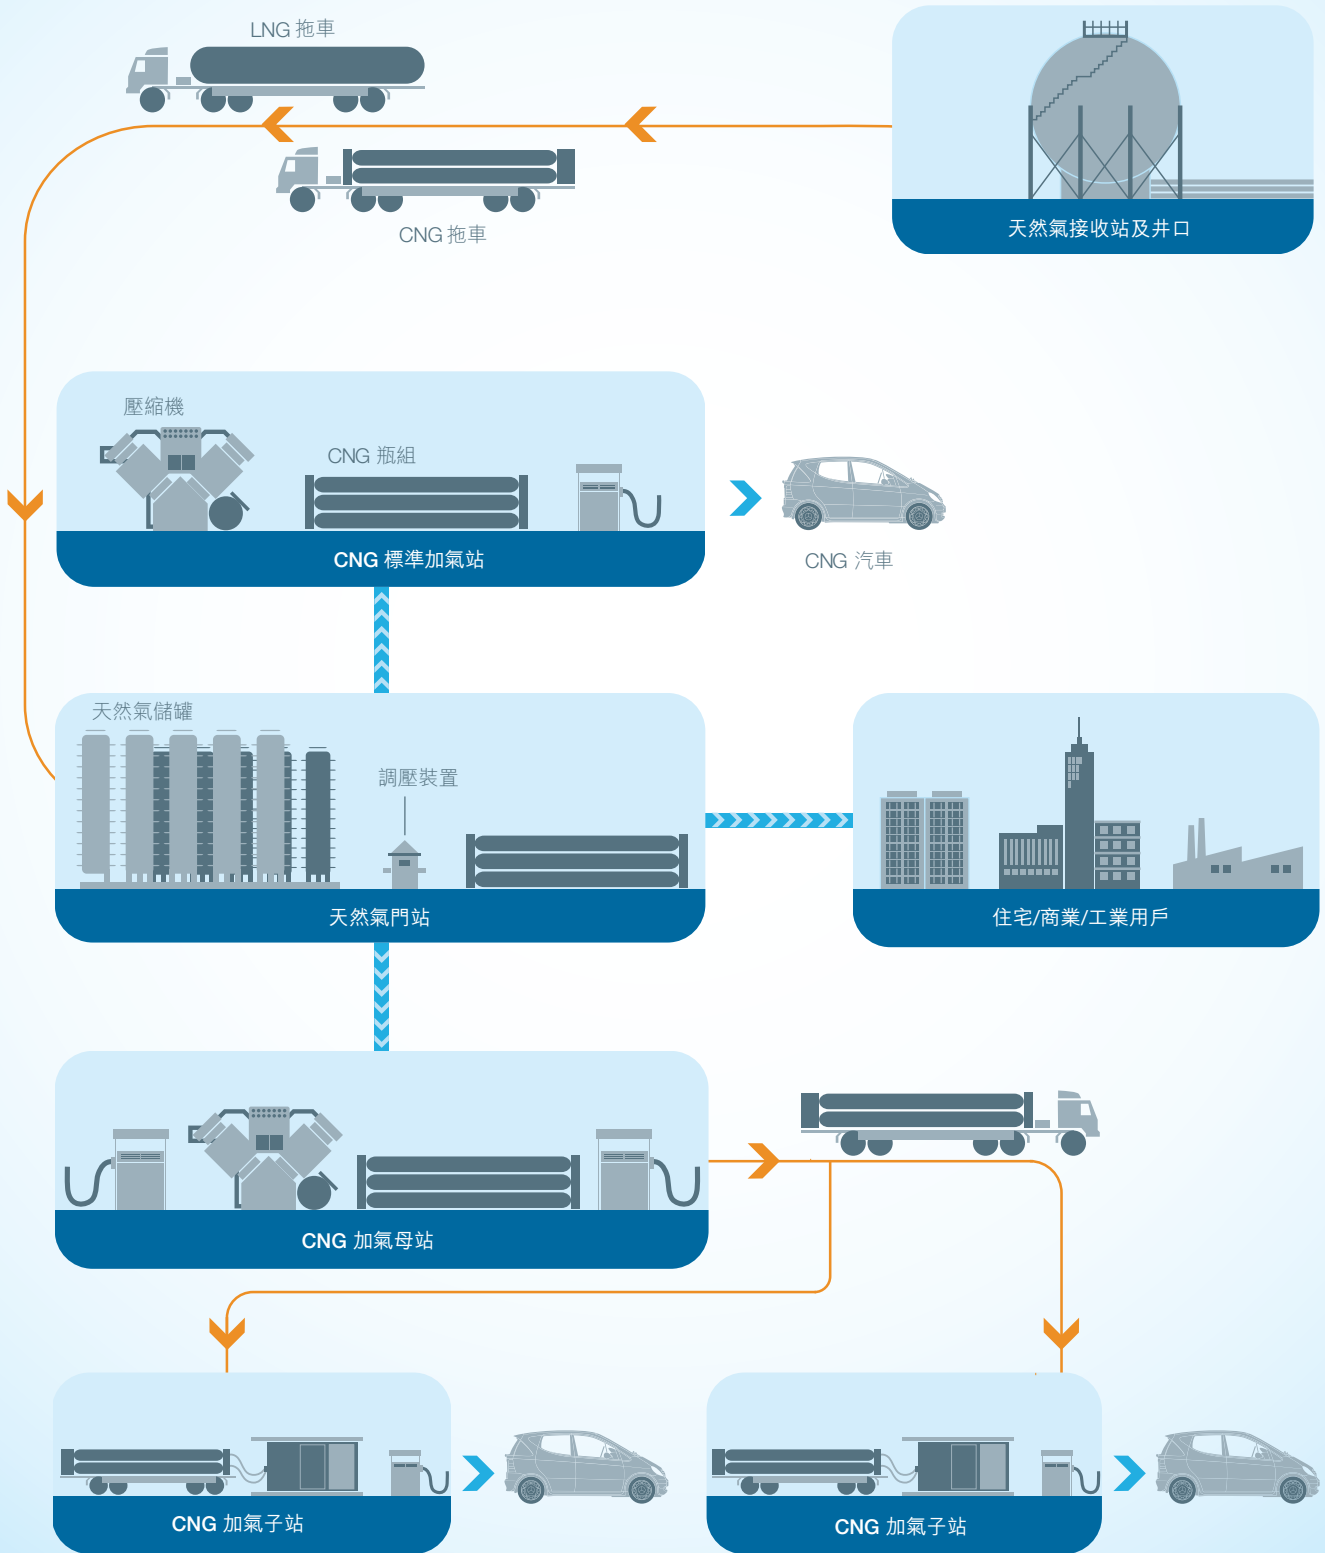 LNG 拖車
CNG 拖車
天然氣接收站及井口
壓縮機
CNG 瓶組
CNG 標準加氣站
CNG 汽車
天然氣儲罐
調壓裝置
天然氣門站
住宅/商業/工業用戶
CNG 加氣母站
CNG 加氣子站
CNG 加氣子站